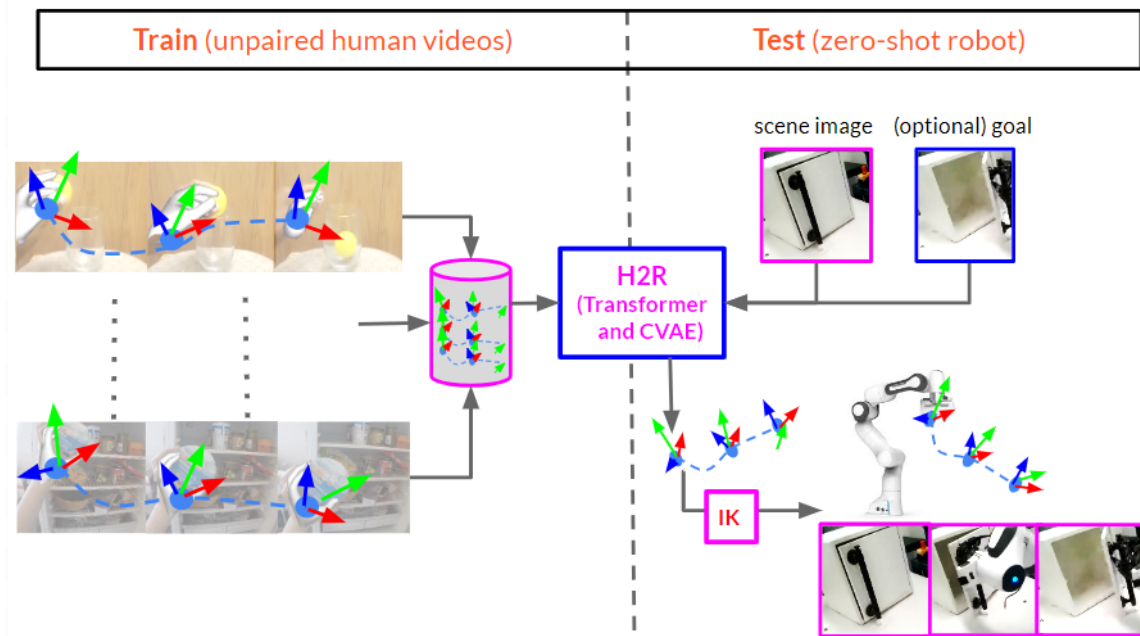 Train (unpaired human videos)
Test (zero-shot robot)
scene image
(optional) goal
H2R
(Transformer
and CVAE)
IK